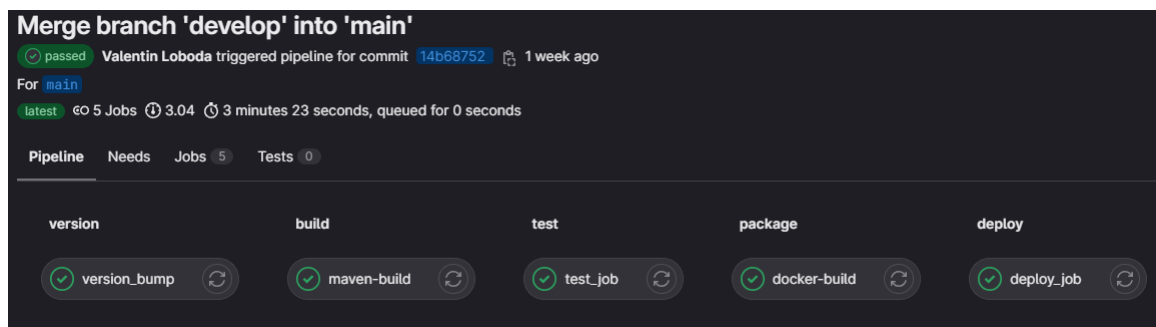 Merge branch 'develop' into 'main'
passed Valentin Loboda triggered pipeline for commit 14b68752 1 week ago
For main
latest 5 Jobs 3.04 3 minutes 23 seconds, queued for 0 seconds
Pipeline Needs Jobs 5 Tests 0
version build test package deploy
version_bump maven-build test_job docker-build deploy_job